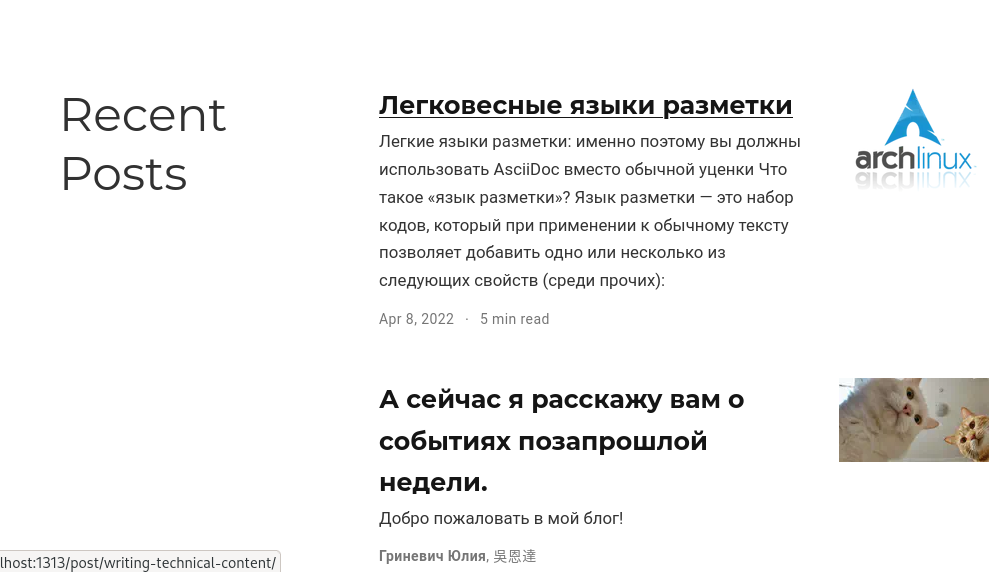 Recent
Posts
Легковесные языки разметки
Легкие языки разметки: именно поэтому вы должны
использовать AsciiDoc вместо обычной уценки Что
такое «язык разметки»? Язык разметки — это набор
кодов, который при применении к обычному тексту
позволяет добавить одно или несколько из
следующих свойств (среди прочих):
Apr 8, 2022 · 5 min read
archlinux
А сейчас я расскажу вам о
событиях позапрошлой
недели.
Добро пожаловать в мой блог!
Гриневич Юлия, 吳恩達
lhost:1313/post/writing-technical-content/